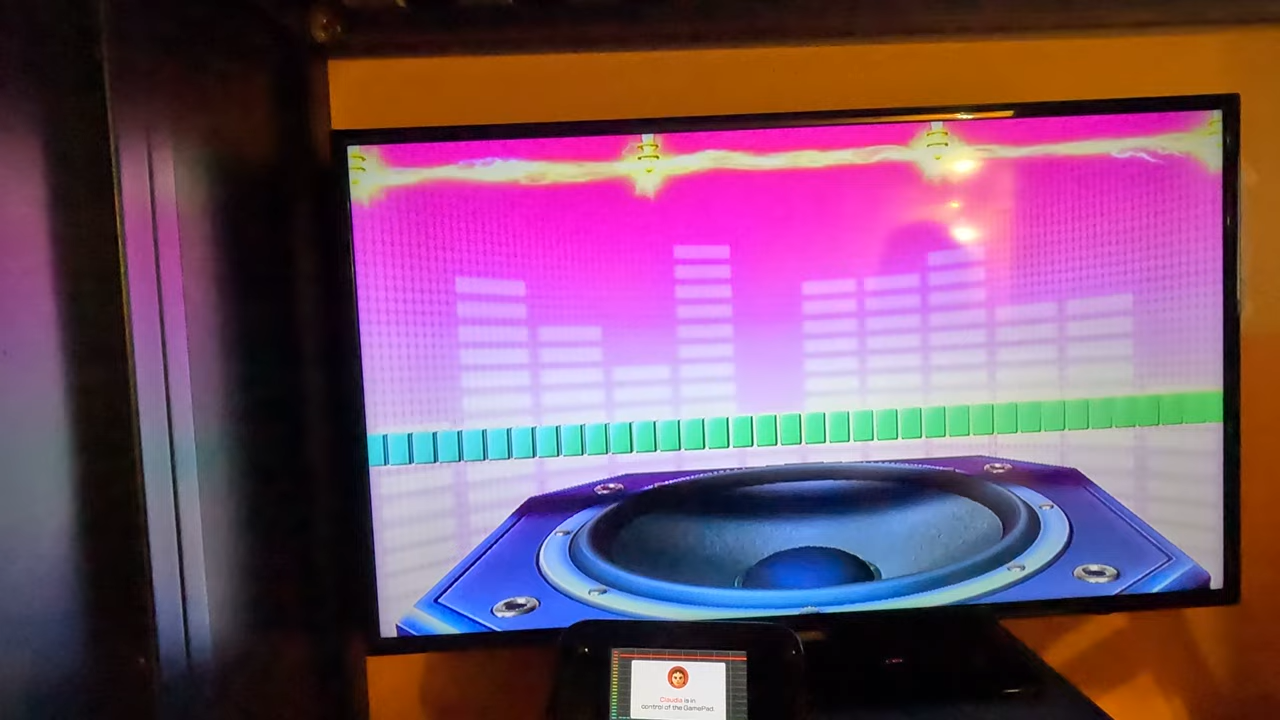 Claudia is in
control of the GamePad.